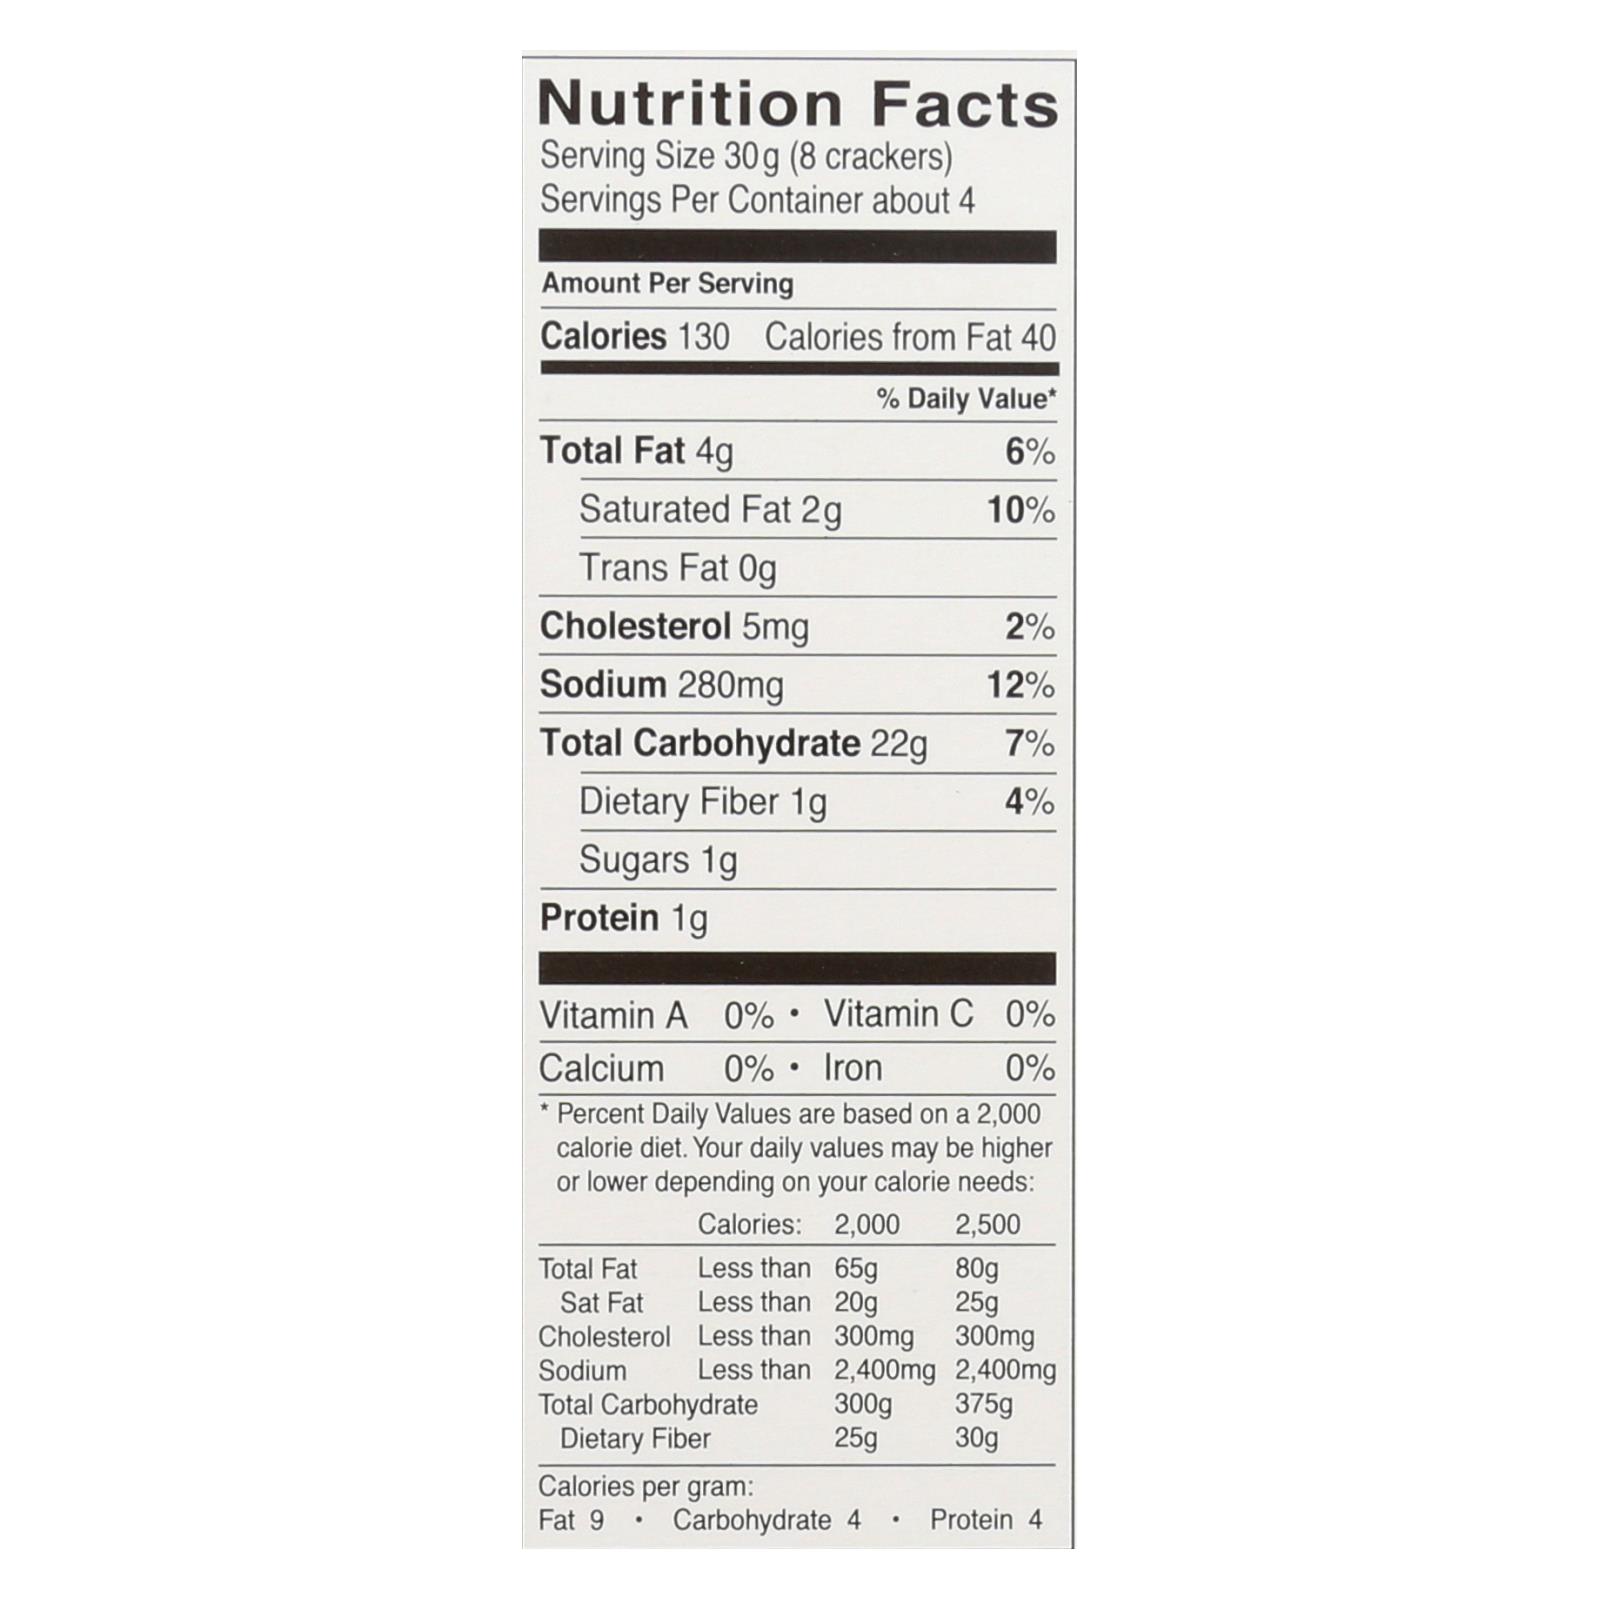 Nutrition Facts
Serving Size 30g (8 crackers)
Servings Per Container about 4
Amount Per Serving
Calories 130 Calories from Fat 40
% Daily Value*
Total Fat 4g 6%
Saturated Fat 2g 10%
Trans Fat 0g
Cholesterol 5mg 2%
Sodium 280mg 12%
Total Carbohydrate 22g 7%
Dietary Fiber 1g 4%
Sugars 1g
Protein 1g
Vitamin A 0% • Vitamin C 0%
Calcium 0% • Iron 0%
* Percent Daily Values are based on a 2,000
calorie diet. Your daily values may be higher
or lower depending on your calorie needs:
Calories: 2,000 2,500
Total Fat Less than 65g 80g
Sat Fat Less than 20g 25g
Cholesterol Less than 300mg 300mg
Sodium Less than 2,400mg 2,400mg
Total Carbohydrate 300g 375g
Dietary Fiber 25g 30g
Calories per gram:
Fat 9 • Carbohydrate 4 • Protein 4